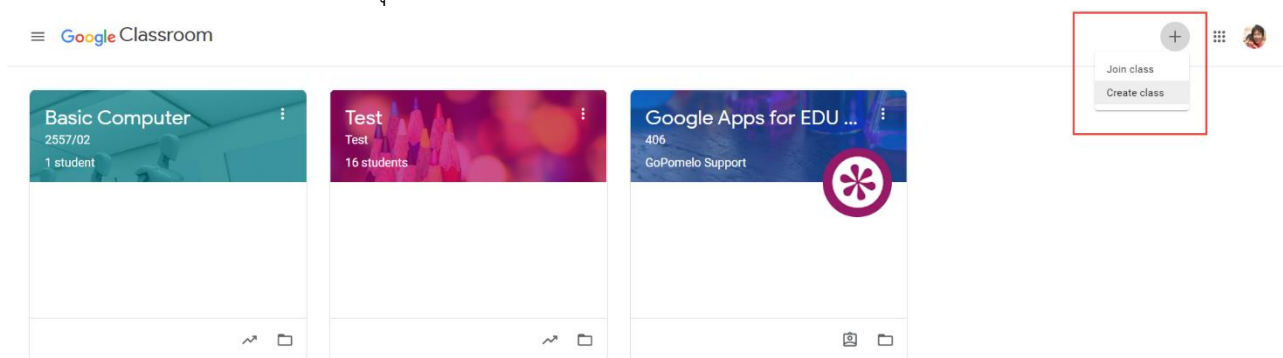 Google Classroom
Join class
Create class
Basic Computer
2557/02
1 student
Test
Test
16 students
Google Apps for EDU ...
406
GoPomelo Support